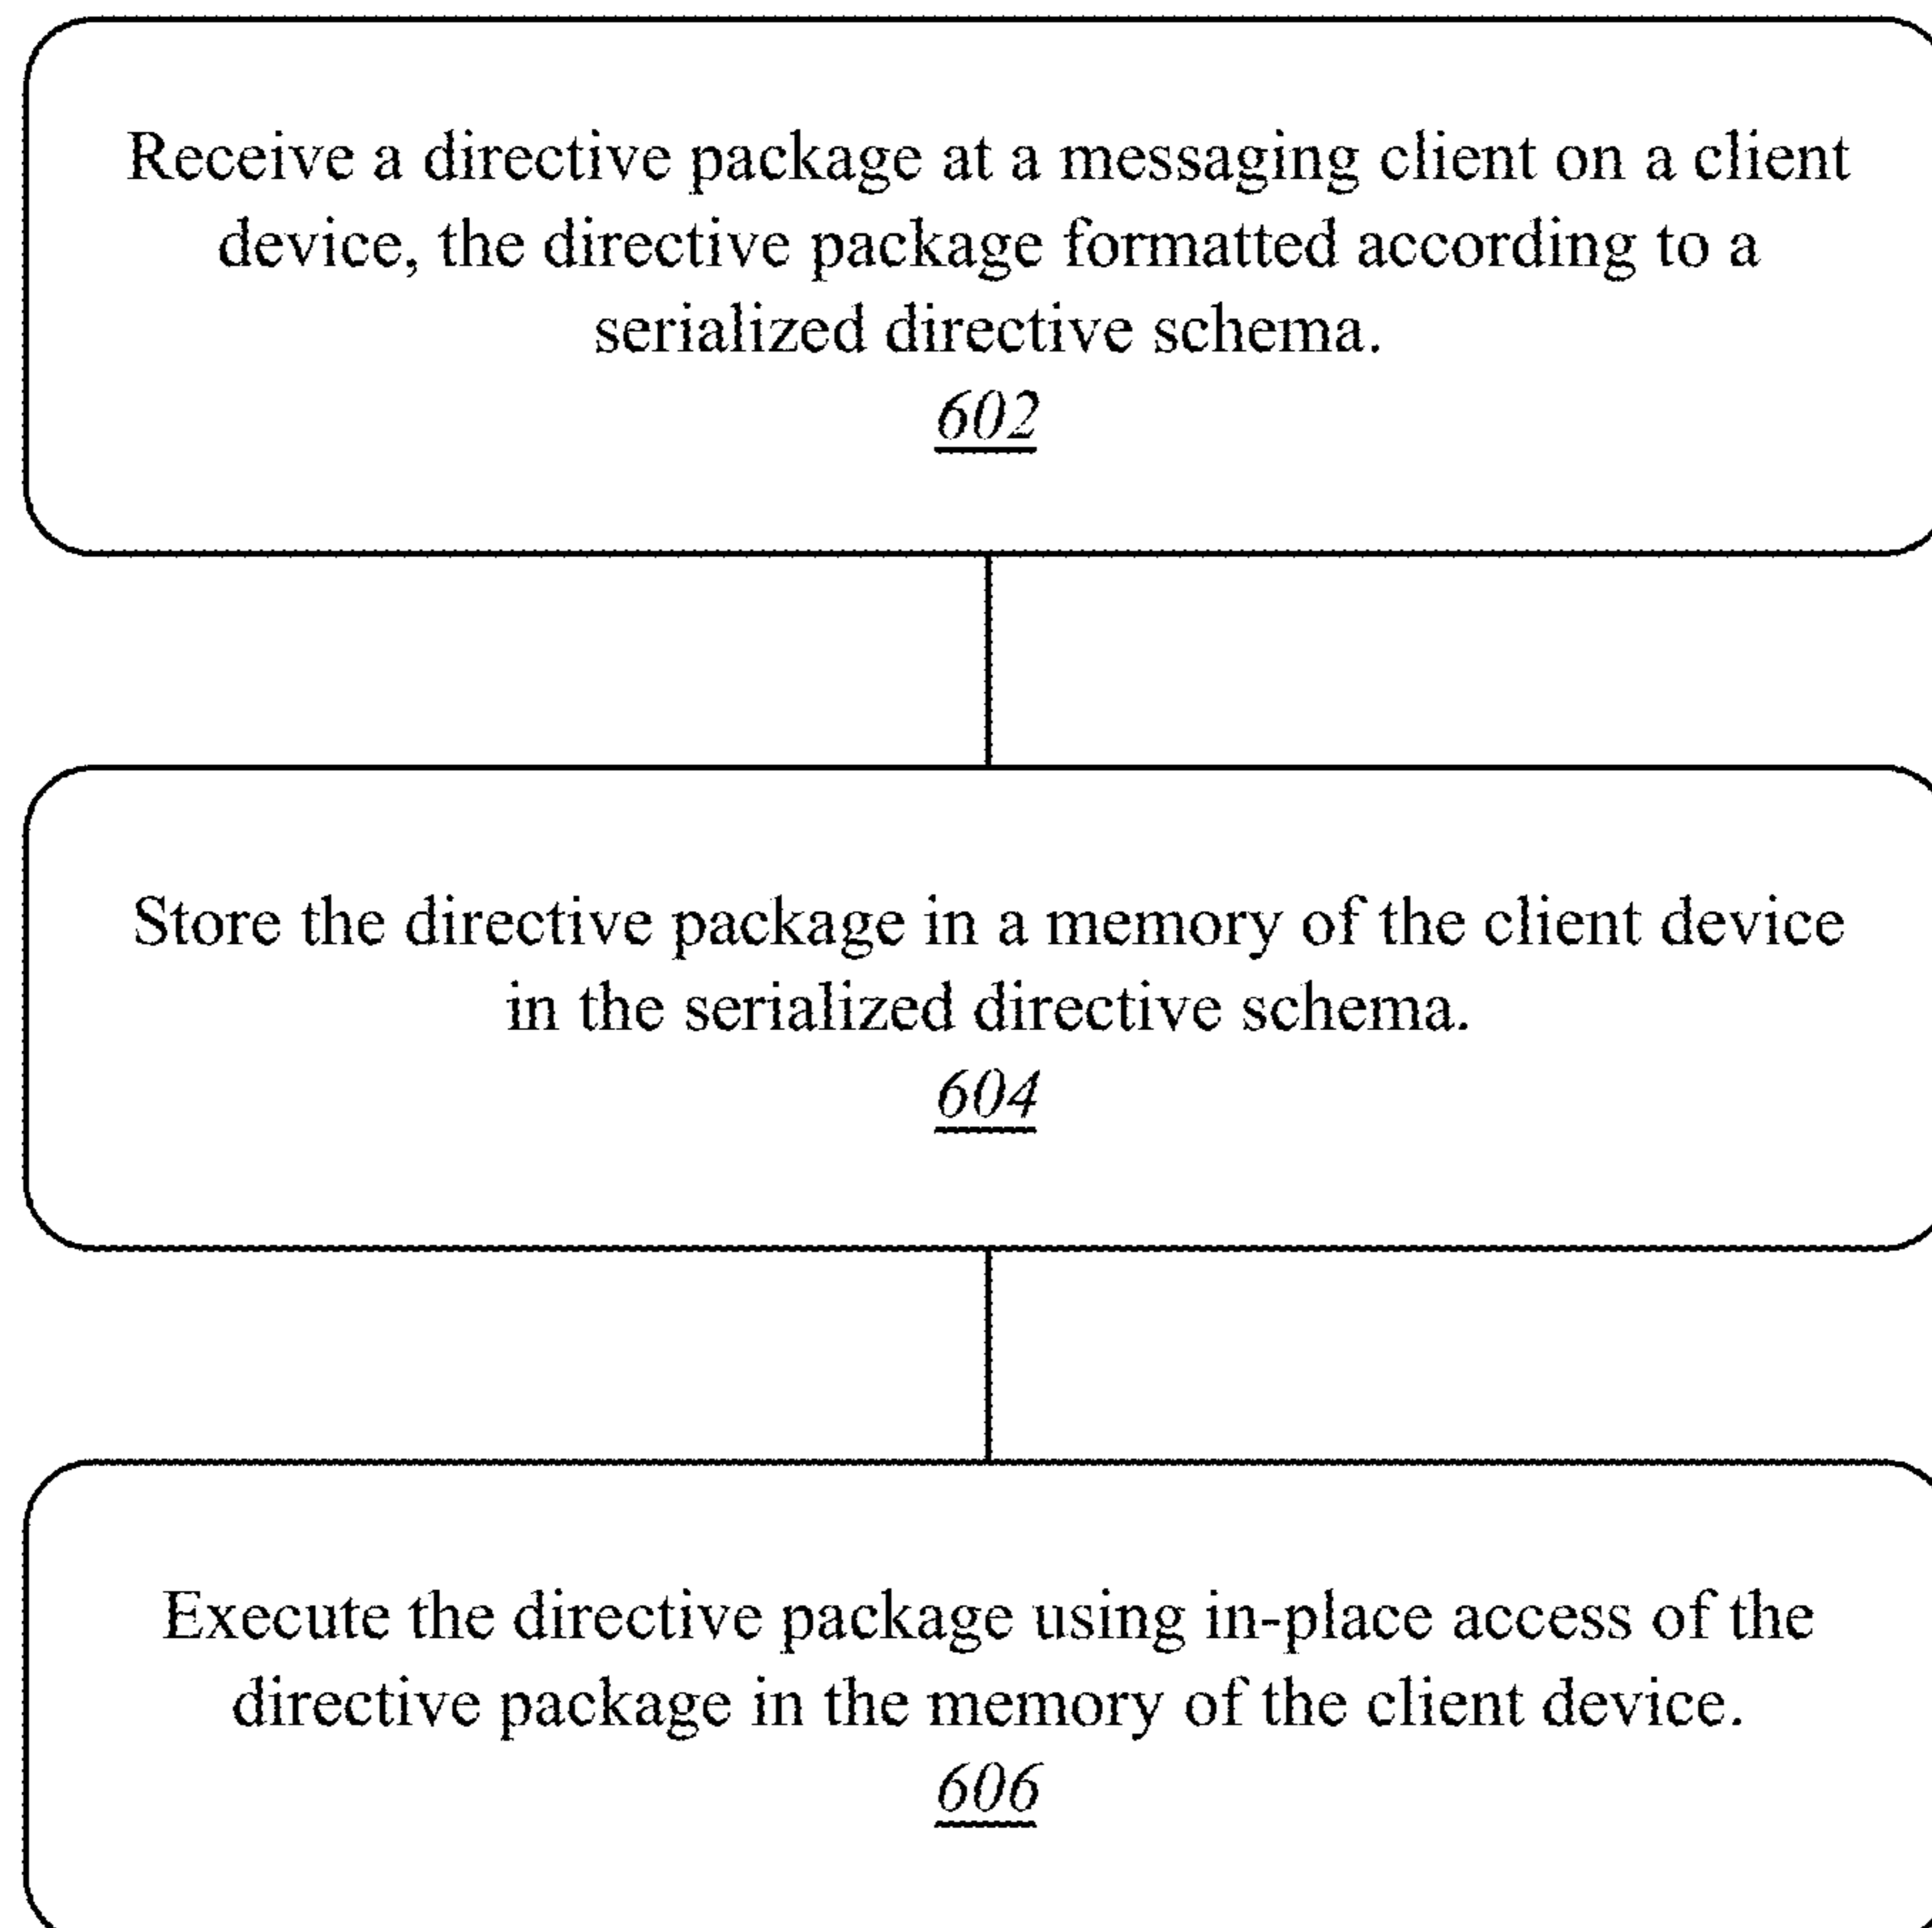 Receive a directive package at a messaging client on a client
device, the directive package formatted according to a
serialized directive schema.
602
Store the directive package in a memory of the client device
in the serialized directive schema.
604
Execute the directive package using in-place access of the
directive package in the memory of the client device.
606